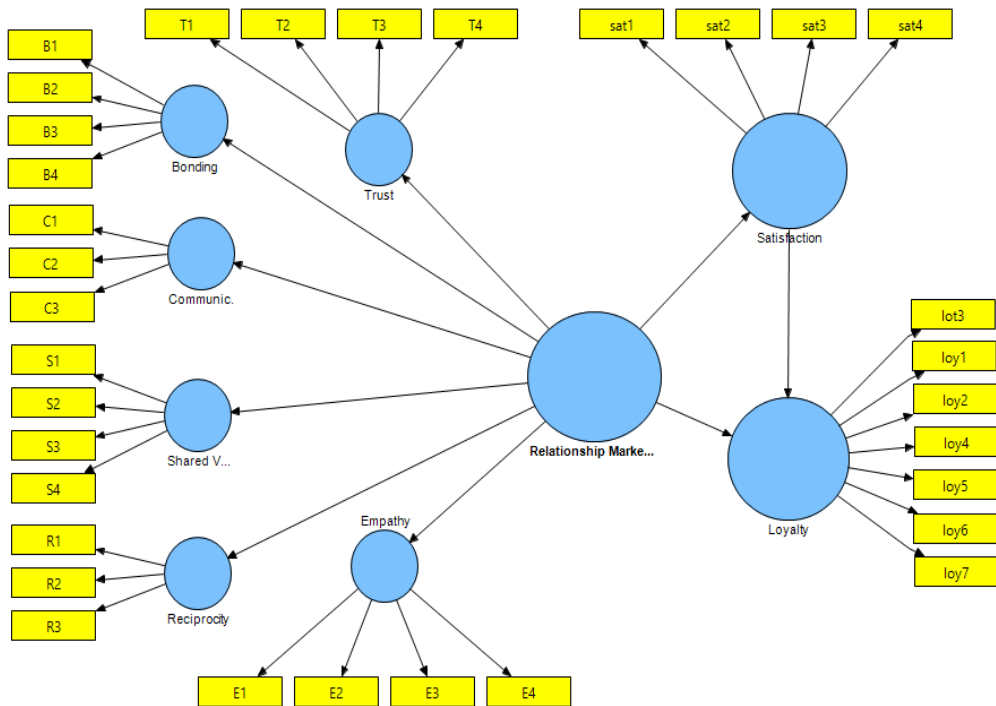 T1
T2
T3
T4
sat1
sat2
sat3
sat4
B1
B2
B3
B4
Bonding
Trust
Satisfaction
C1
C2
C3
Communic.
S1
S2
S3
S4
Shared V...
Relationship Marke...
lot3
loy1
loy2
loy4
loy5
loy6
loy7
Loyalty
R1
R2
R3
Reciprocity
Empathy
E1
E2
E3
E4